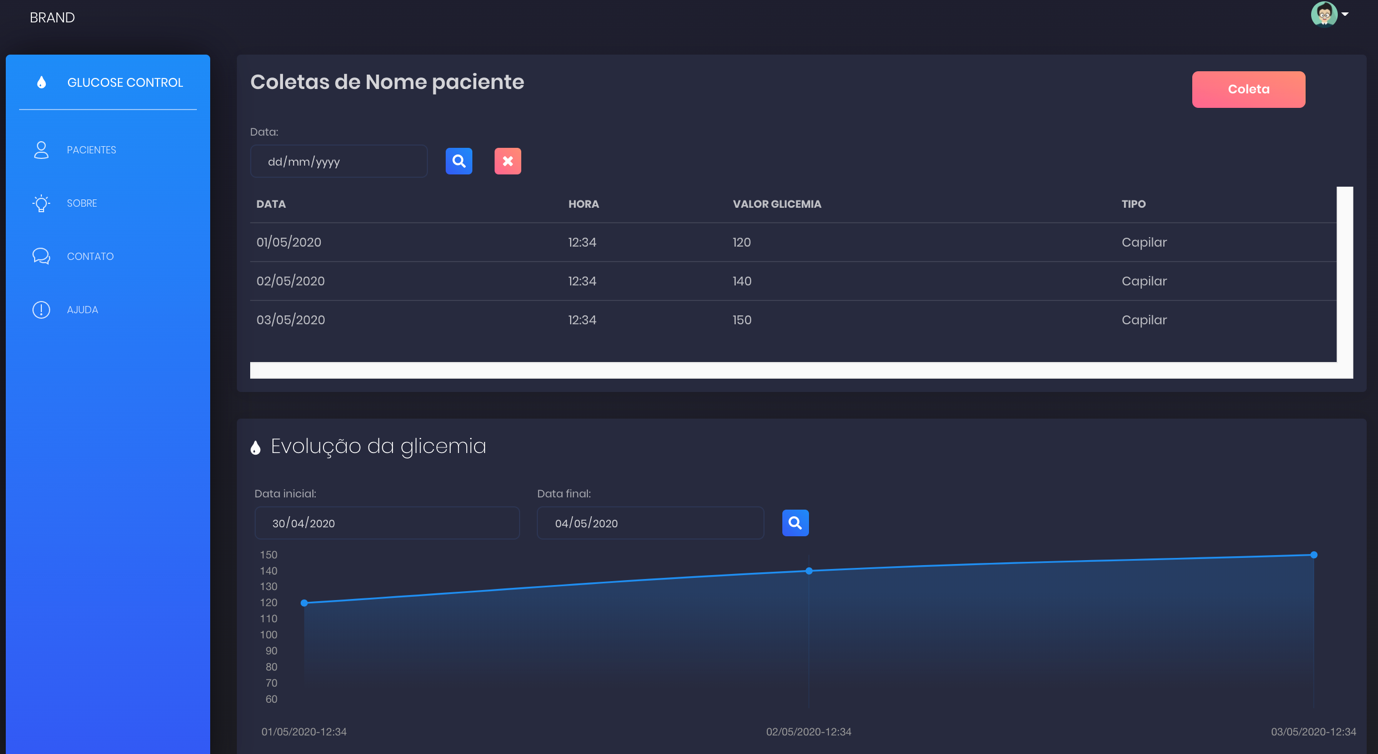 BRAND
GLUCOSE CONTROL
PACIENTES
SOBRE
CONTATO
AJUDA
Coletas de Nome paciente
Coleta
Data:
dd/mm/yyyy
DATA HORA VALOR GLICEMIA TIPO
01/05/2020 12:34 120 Capilar
02/05/2020 12:34 140 Capilar
03/05/2020 12:34 150 Capilar
Evolução da glicemia
Data inicial: Data final:
30/04/2020 04/05/2020
150
140
130
120
110
100
90
80
70
60
01/05/2020-12:34 02/05/2020-12:34 03/05/2020-12:34